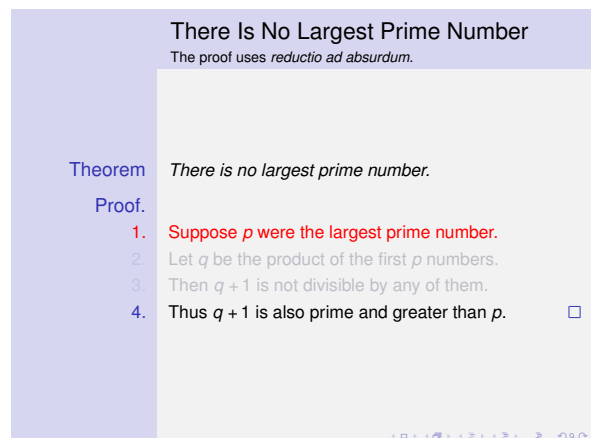 There Is No Largest Prime Number
The proof uses reductio ad absurdum.
Theorem There is no largest prime number.
Proof.
1. Suppose p were the largest prime number.
2. Let q be the product of the first p numbers.
3. Then q + 1 is not divisible by any of them.
4. Thus q + 1 is also prime and greater than p. □